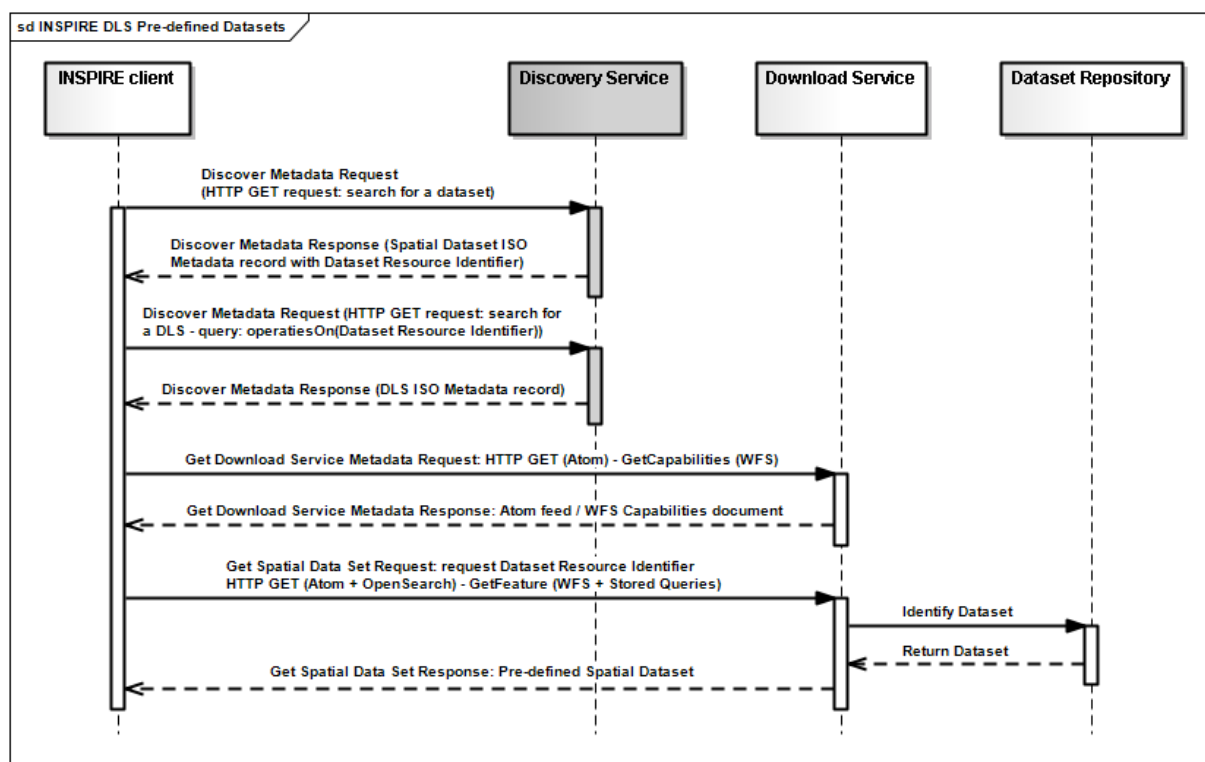 sd INSPIRE DLS Pre-defined Datasets
INSPIRE client
Discovery Service
Download Service
Dataset Repository
Discover Metadata Request
(HTTP GET request: search for a dataset)
Discover Metadata Response (Spatial Dataset ISO
Metadata record with Dataset Resource Identifier)
Discover Metadata Request (HTTP GET request: search for
a DLS - query: operatiesOn(Dataset Resource Identifier))
Discover Metadata Response (DLS ISO Metadata record)
Get Download Service Metadata Request: HTTP GET (Atom) - GetCapabilities (WFS)
Get Download Service Metadata Response: Atom feed / WFS Capabilities document
Get Spatial Data Set Request: request Dataset Resource Identifier
HTTP GET (Atom + OpenSearch) - GetFeature (WFS + Stored Queries)
Identify Dataset
Return Dataset
Get Spatial Data Set Response: Pre-defined Spatial Dataset